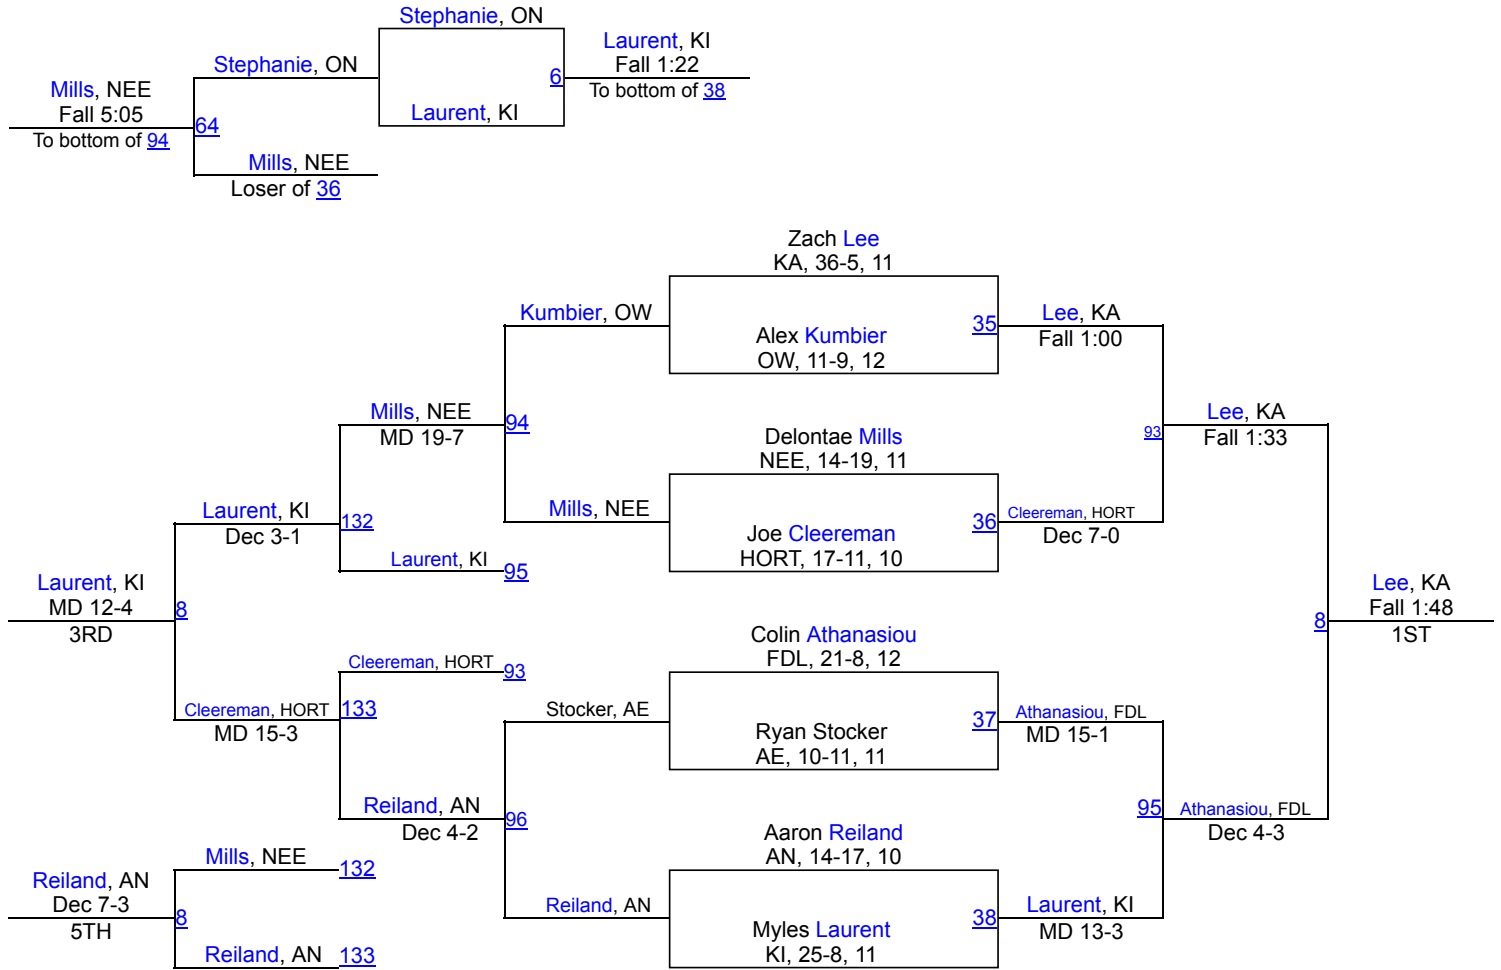 Stephanie, ON
Laurent, KI
Fall 1:22
6
To bottom of 38
Stephanie, ON
Laurent, KI
Mills, NEE
Fall 5:05
64
To bottom of 94
Mills, NEE
Loser of 36
Zach Lee
KA, 36-5, 11
Kumbier, OW
35
Lee, KA
Alex Kumbier
Fall 1:00
OW, 11-9, 12
Mills, NEE
94
MD 19-7
Lee, KA
93
Fall 1:33
Delontae Mills
NEE, 14-19, 11
Laurent, KI
132
Dec 3-1
Mills, NEE
36
Cleereman, HORT
Joe Cleereman
Dec 7-0
HORT, 17-11, 10
Laurent, KI
95
Laurent, KI
MD 12-4
8
3RD
Lee, KA
Fall 1:48
8
1ST
Colin Athanasiou
FDL, 21-8, 12
Cleereman, HORT
93
Cleereman, HORT
133
MD 15-3
Stocker, AE
37
Athanasiou, FDL
Ryan Stocker
MD 15-1
AE, 10-11, 11
Reiland, AN
96
Dec 4-2
95
Athanasiou, FDL
Dec 4-3
Aaron Reiland
AN, 14-17, 10
Mills, NEE
132
Reiland, AN
Dec 7-3
8
5TH
Reiland, AN
38
Laurent, KI
Myles Laurent
MD 13-3
KI, 25-8, 11
Reiland, AN
133